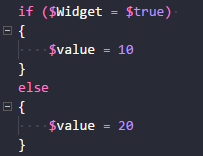 if ($Widget = $true)
{
    $value = 10
}
else
{
    $value = 20
}